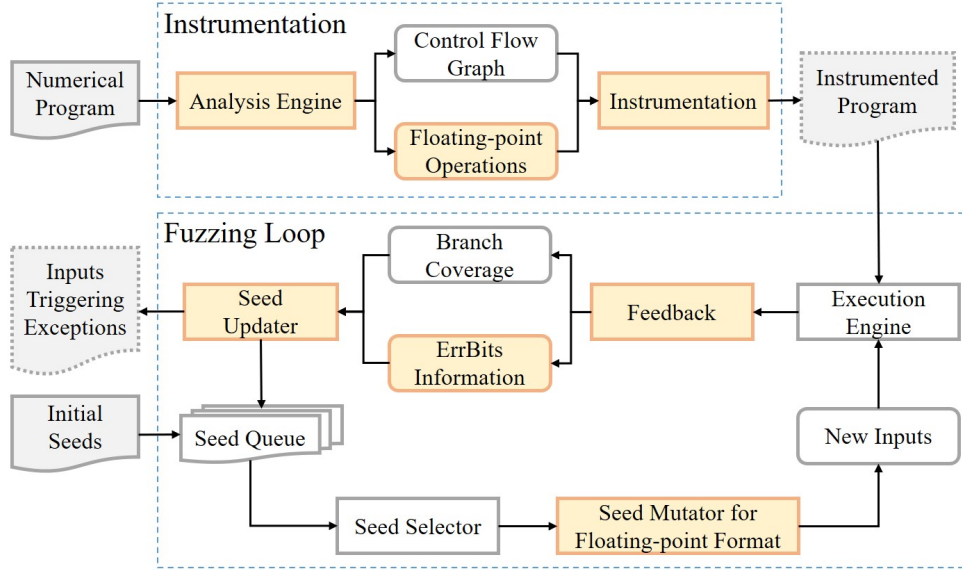 Instrumentation
Numerical
Program
Analysis Engine
Control Flow
Graph
Floating-point
Operations
Instrumentation
Instrumented
Program
Fuzzing Loop
Inputs
Triggering
Exceptions
Seed
Updater
Branch
Coverage
ErrBits
Information
Feedback
Execution
Engine
Initial
Seeds
Seed Queue
New Inputs
Seed Selector
Seed Mutator for
Floating-point Format